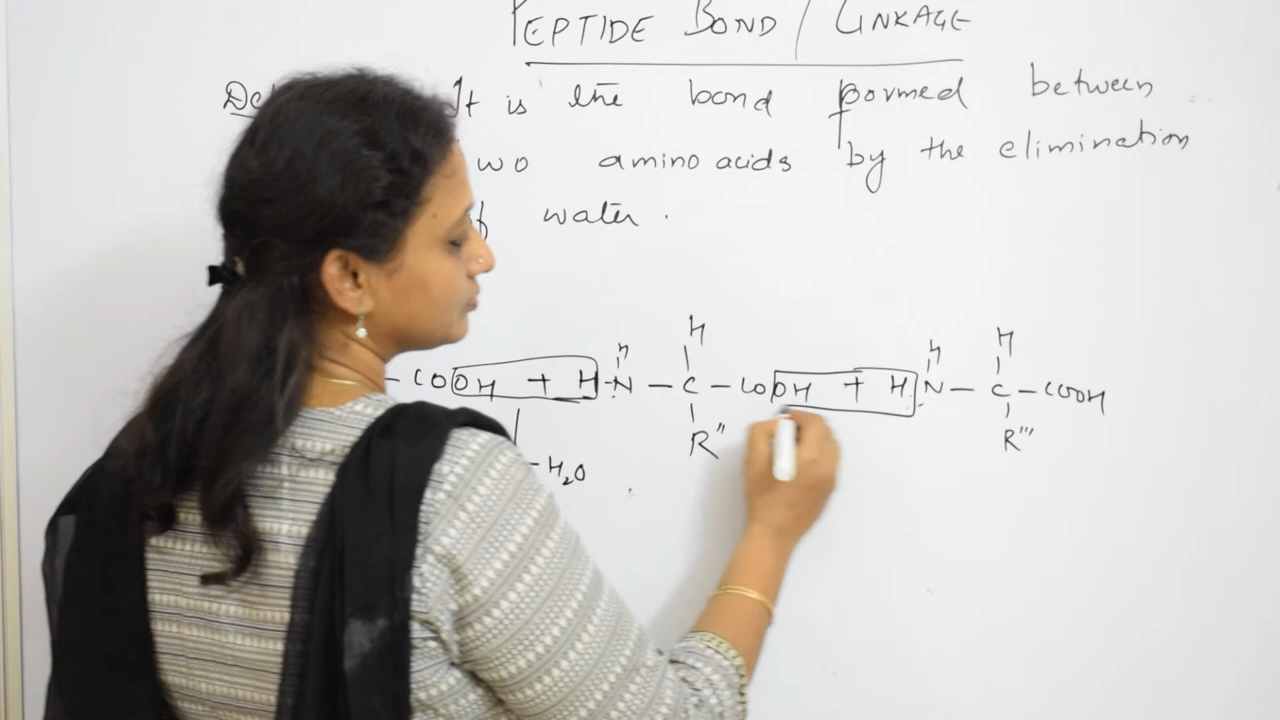 PEPTIDE BOND / LINKAGE
It is the bond formed between
amino acids by the elimination
water.
H H H H
- COOH + H - N - C - COOH + H N - C - COOH
R'' R'''
- H₂O